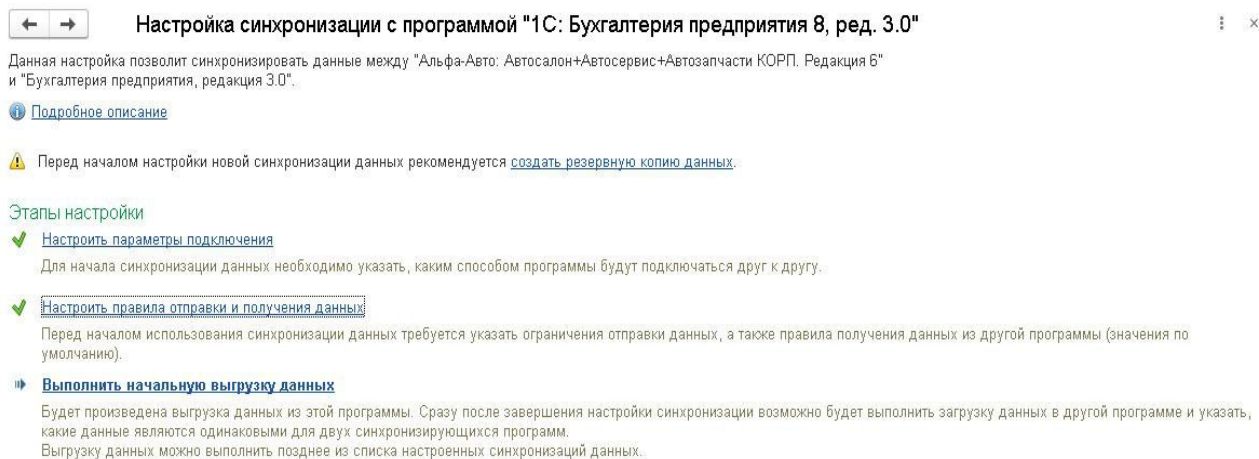 Настройка синхронизации с программой "1С: Бухгалтерия предприятия 8, ред. 3.0"
Данная настройка позволит синхронизировать данные между "Альфа-Авто: Автосалон+Автосервис+Автозапчасти КОРП. Редакция 6"
и "Бухгалтерия предприятия, редакция 3.0".
Подробное описание
Перед началом настройки новой синхронизации данных рекомендуется создать резервную копию данных.
Этапы настройки
Настроить параметры подключения
Для начала синхронизации данных необходимо указать, каким способом программы будут подключаться друг к другу.
Настроить правила отправки и получения данных
Перед началом использования синхронизации данных требуется указать ограничения отправки данных, а также правила получения данных из другой программы (значения по
умолчанию).
Выполнить начальную выгрузку данных
Будет произведена выгрузка данных из этой программы. Сразу после завершения настройки синхронизации возможно будет выполнить загрузку данных в другой программе и указать,
какие данные являются одинаковыми для двух синхронизирующихся программ.
Выгрузку данных можно выполнить позднее из списка настроенных синхронизаций данных.